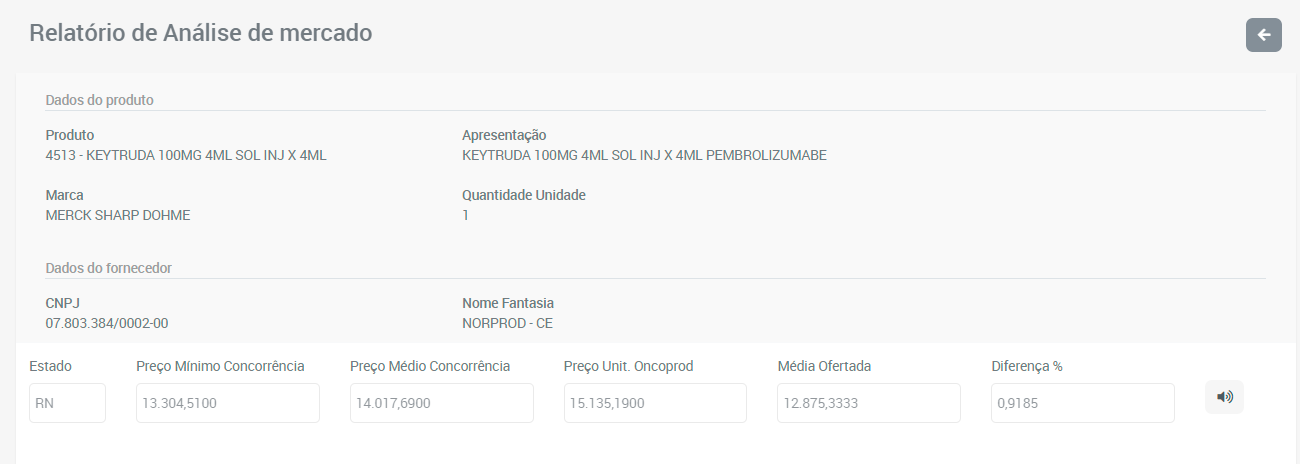 Relatório de Análise de mercado
Dados do produto
Produto
4513 - KEYTRUDA 100MG 4ML SOL INJ X 4ML
Apresentação
KEYTRUDA 100MG 4ML SOL INJ X 4ML PEMBROLIZUMABE
Marca
MERCK SHARP DOHME
Quantidade Unidade
1
Dados do fornecedor
CNPJ
07.803.384/0002-00
Nome Fantasia
NORPROD - CE
Estado
RN
Preço Mínimo Concorrência
13.304,5100
Preço Médio Concorrência
14.017,6900
Preço Unit. Oncoprod
15.135,1900
Média Ofertada
12.875,3333
Diferença %
0,9185